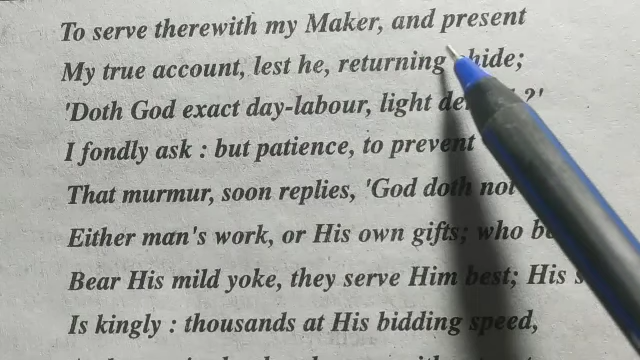 To serve therewith my Maker, and present
My true account, lest he, returning chide;
'Doth God exact day-labour, light ?'
I fondly ask : but patience, to prevent
That murmur, soon replies, 'God doth not
Either man's work, or His own gifts; who
Bear His mild yoke, they serve Him best; His
Is kingly : thousands at His bidding speed,